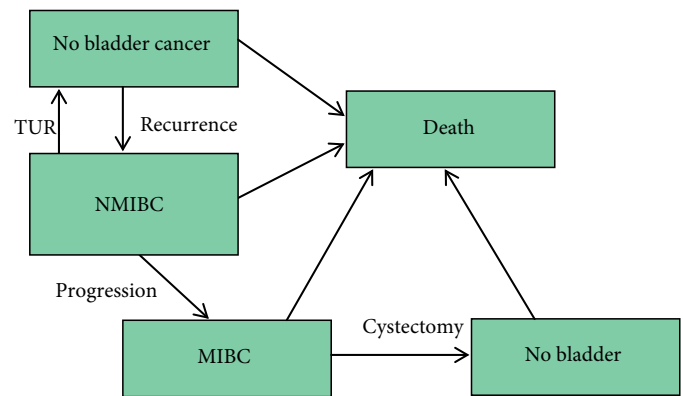 No bladder cancer
TUR
Recurrence
Death
NMIBC
Progression
Cystectomy
MIBC
No bladder